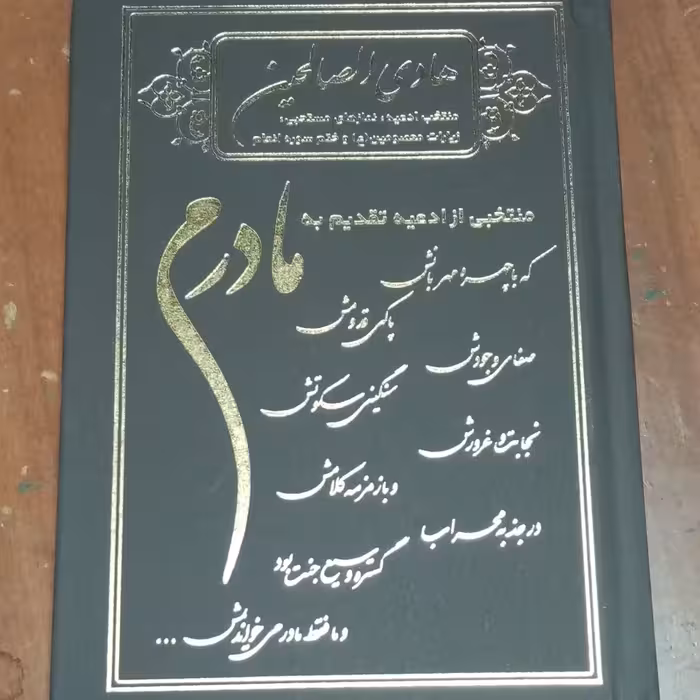 هادی الصالحین
منتخب ادعیه، نمازهای مستحبی،
زیارات معصومین(ع) و ختم سوره انعام
منتخبی از ادعیه تقدیم به
مادرم
که با چهره مهربانش
پاکی قدومش
صفای وجودش
سنگینی سکوتش
نجابت و غرورش
و با زمزمه کلامش
در جذبه محراب
گستره وسیع جنت بود
و ما فقط مادر می خواندیمش ...